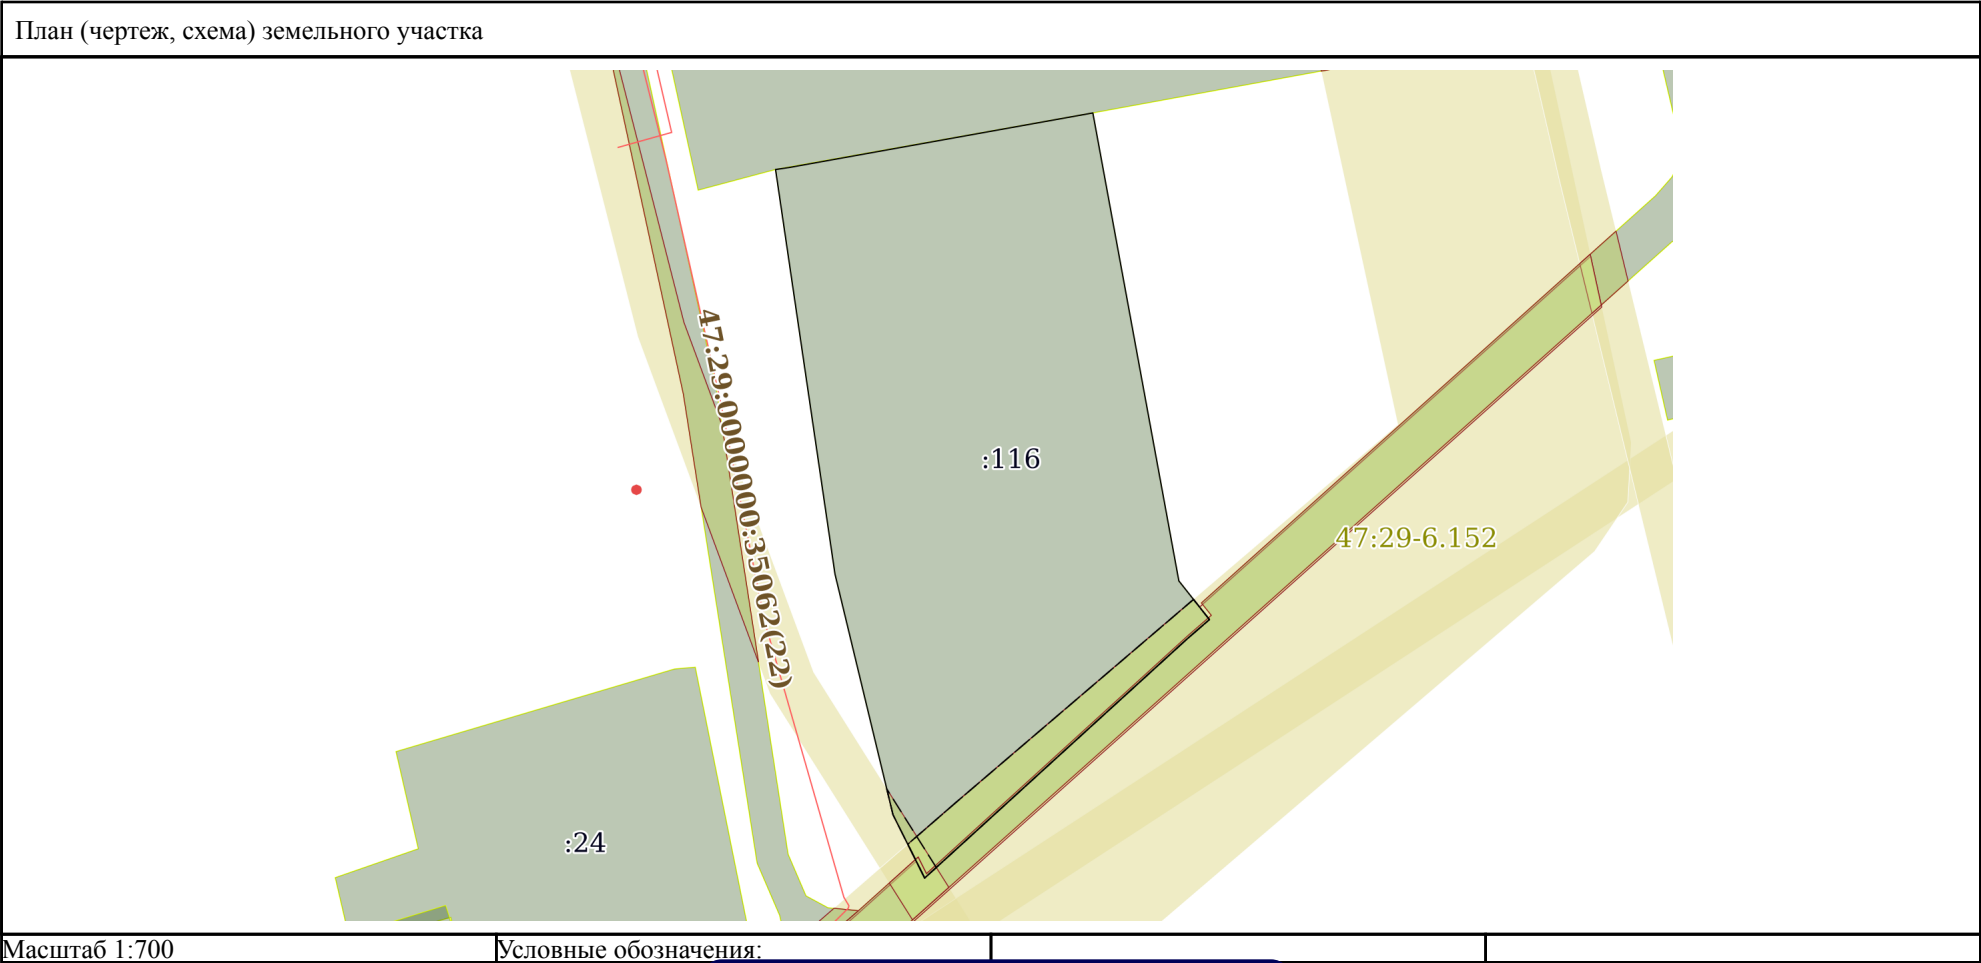 План (чертеж, схема) земельного участка
47:29:0000000:35062(22)
:116
47:29-6.152
:24
Масштаб 1:700
Условные обозначения: